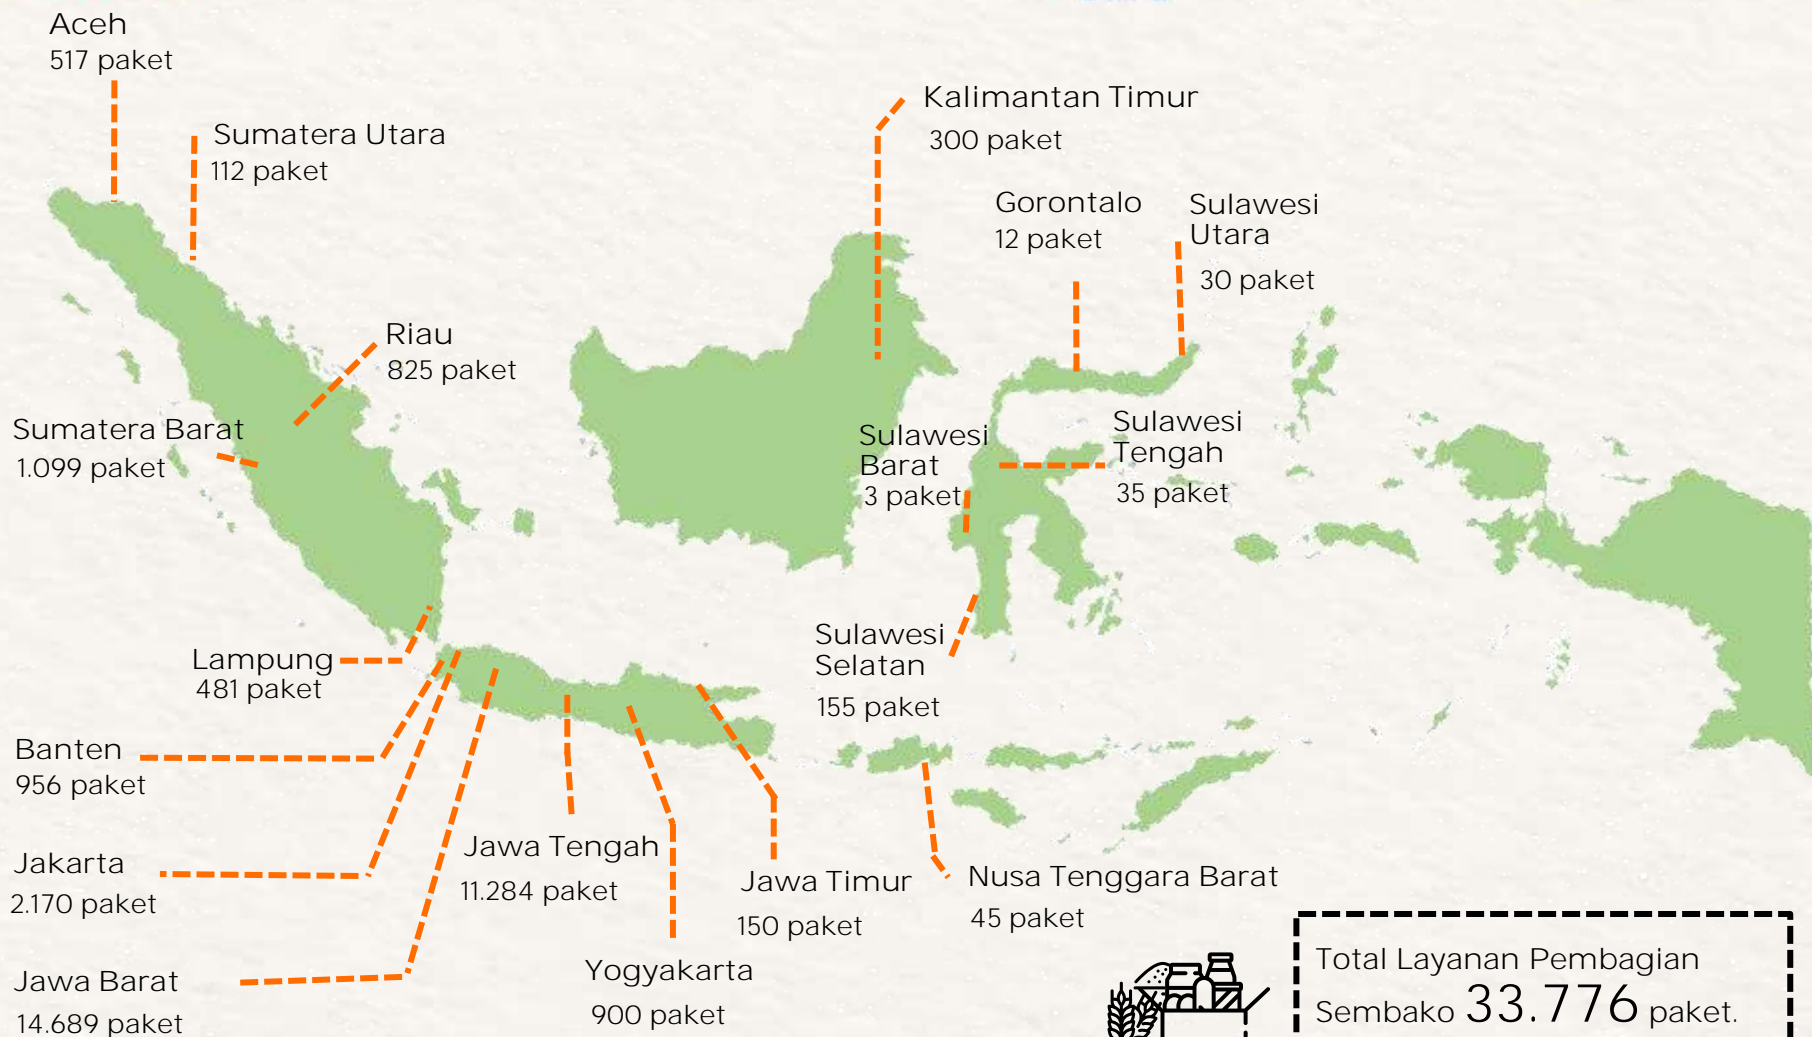 Aceh
517 paket
Sumatera Utara
112 paket
Kalimantan Timur
300 paket
Gorontalo
12 paket
Sulawesi
Utara
30 paket
Riau
825 paket
Sumatera Barat
1.099 paket
Sulawesi
Barat
3 paket
Sulawesi
Tengah
35 paket
Lampung
481 paket
Sulawesi
Selatan
155 paket
Banten
956 paket
Jakarta
2.170 paket
Jawa Barat
14.689 paket
Jawa Tengah
11.284 paket
Yogyakarta
900 paket
Jawa Timur
150 paket
Nusa Tenggara Barat
45 paket
Total Layanan Pembagian
Sembako 33.776 paket.